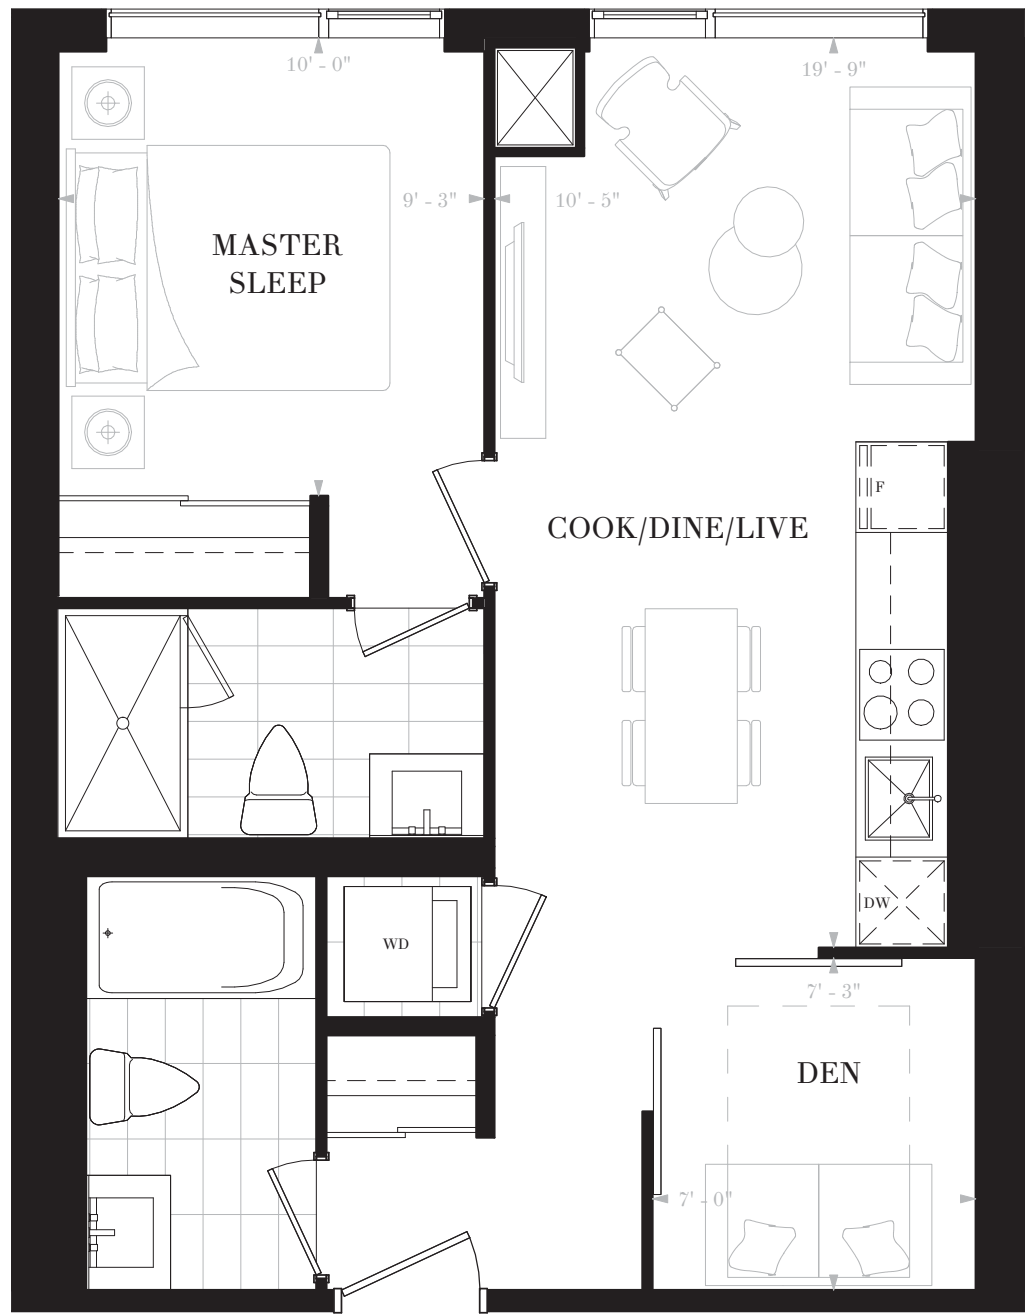 10' - 0"
19' - 9"
9' - 3"
10' - 5"
MASTER
SLEEP
F
COOK/DINE/LIVE
DW
WD
7' - 3"
DEN
7' - 0"